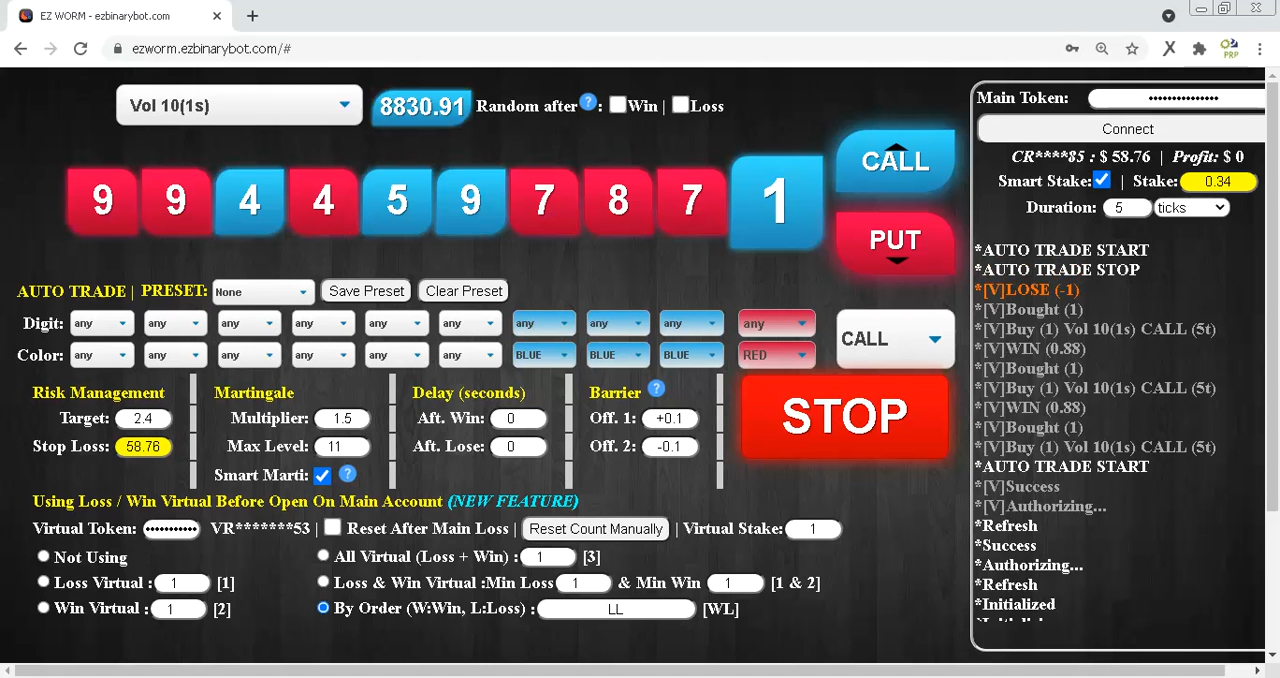 EZ WORM - ezbinarybot.com
ezworm.ezbinarybot.com/#
PRP
Vol 10(1s) 8830.91 Random after ? : Win | Loss
9 9 4 4 5 9 7 8 7 1
CALL
PUT
AUTO TRADE | PRESET: None Save Preset Clear Preset
Digit: any any any any any any any any any any
Color: any any any any any any BLUE BLUE BLUE RED
CALL
Risk Management Martingale Delay (seconds) Barrier ?
Target: 2.4 Multiplier: 1.5 Aft. Win: 0 Off. 1: +0.1
Stop Loss: 58.76 Max Level: 11 Aft. Lose: 0 Off. 2: -0.1
Smart Marti: ?
STOP
Using Loss / Win Virtual Before Open On Main Account (NEW FEATURE)
Virtual Token: •••••••••• VR*******53 | Reset After Main Loss | Reset Count Manually | Virtual Stake: 1
Not Using All Virtual (Loss + Win) : 1 [3]
Loss Virtual : 1 [1] Loss & Win Virtual :Min Loss 1 & Min Win 1 [1 & 2]
Win Virtual : 1 [2] By Order (W:Win, L:Loss) : LL [WL]
Main Token: •••••••••••••••
Connect
CR****85 : $ 58.76 | Profit: $ 0
Smart Stake: | Stake: 0.34
Duration: 5 ticks
*AUTO TRADE START
*AUTO TRADE STOP
*[V]LOSE (-1)
*[V]Bought (1)
*[V]Buy (1) Vol 10(1s) CALL (5t)
*[V]WIN (0.88)
*[V]Bought (1)
*[V]Buy (1) Vol 10(1s) CALL (5t)
*[V]WIN (0.88)
*[V]Bought (1)
*[V]Buy (1) Vol 10(1s) CALL (5t)
*AUTO TRADE START
*[V]Success
*[V]Authorizing...
*Refresh
*Success
*Authorizing...
*Refresh
*Initialized